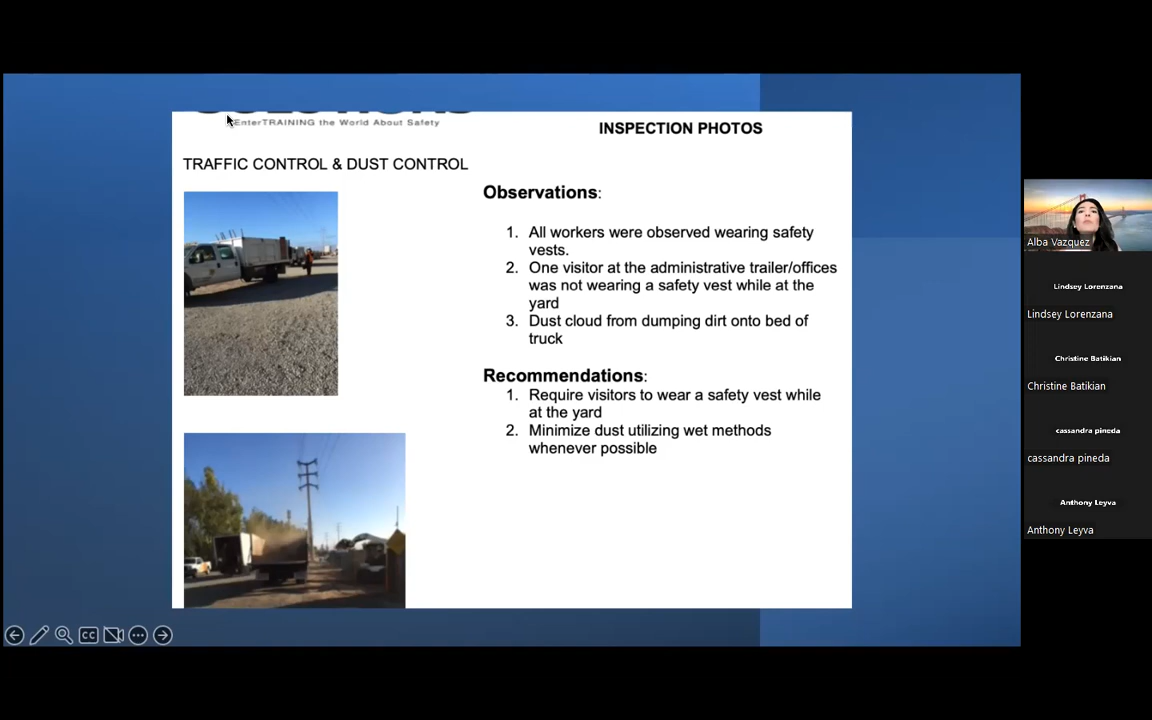 EnterTRAINING the World About Safety
INSPECTION PHOTOS
TRAFFIC CONTROL & DUST CONTROL
Observations:
1. All workers were observed wearing safety
vests.
2. One visitor at the administrative trailer/offices
was not wearing a safety vest while at the
yard
3. Dust cloud from dumping dirt onto bed of
truck
Recommendations:
1. Require visitors to wear a safety vest while
at the yard
2. Minimize dust utilizing wet methods
whenever possible
CC
Alba Vazquez
Lindsey Lorenzana
Lindsey Lorenzana
Christine Batikian
Christine Batikian
cassandra pineda
cassandra pineda
Anthony Leyva
Anthony Leyva